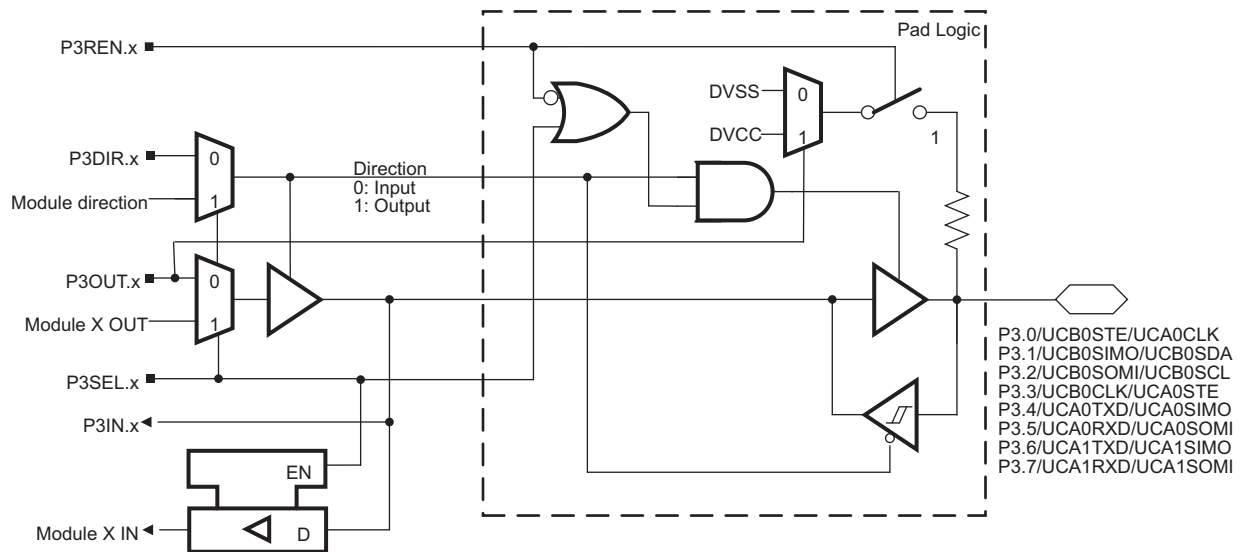 Pad Logic
P3REN.x
DVSS
0
DVCC
1
1
P3DIR.x
0
Module direction
1
Direction
0: Input
1: Output
P3OUT.x
0
Module X OUT
1
P3SEL.x
P3IN.x
EN
Module X IN
D
P3.0/UCB0STE/UCA0CLK
P3.1/UCB0SIMO/UCB0SDA
P3.2/UCB0SOMI/UCB0SCL
P3.3/UCB0CLK/UCA0STE
P3.4/UCA0TXD/UCA0SIMO
P3.5/UCA0RXD/UCA0SOMI
P3.6/UCA1TXD/UCA1SIMO
P3.7/UCA1RXD/UCA1SOMI